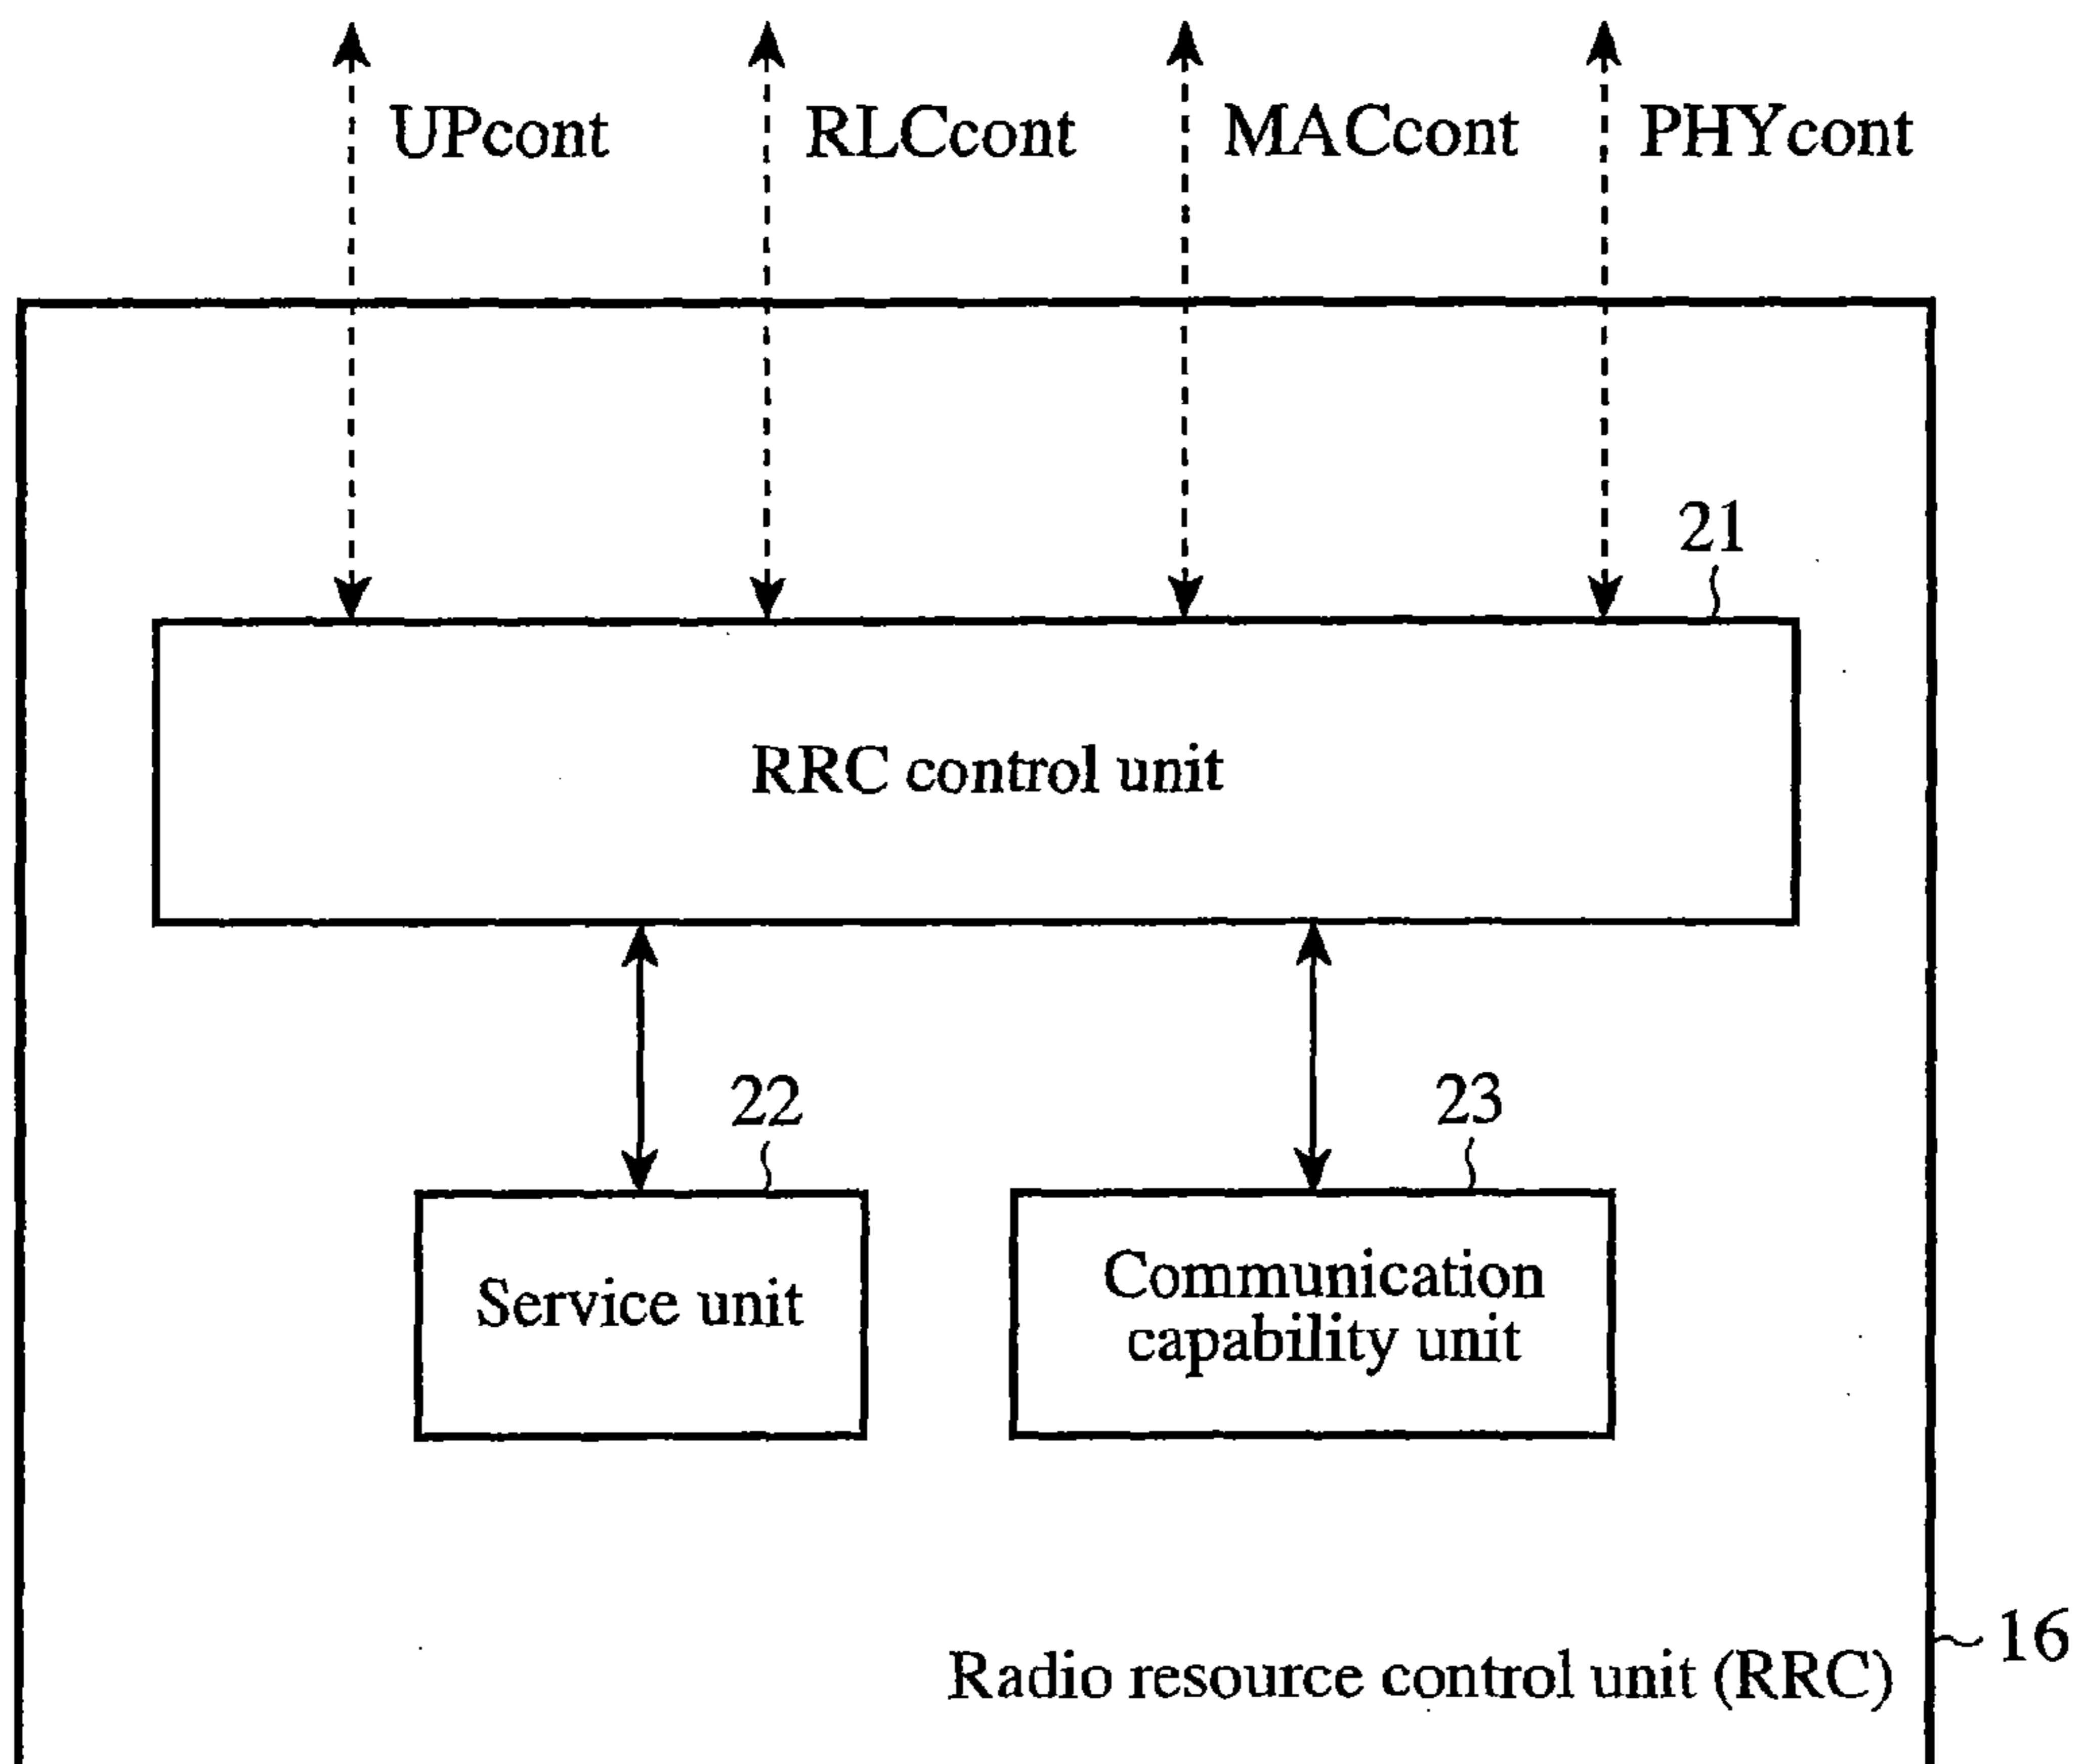 UPcont RLCcont MACcont PHYcont
21
RRC control unit
22 23
Service unit
Communication
capability unit
16
Radio resource control unit (RRC)